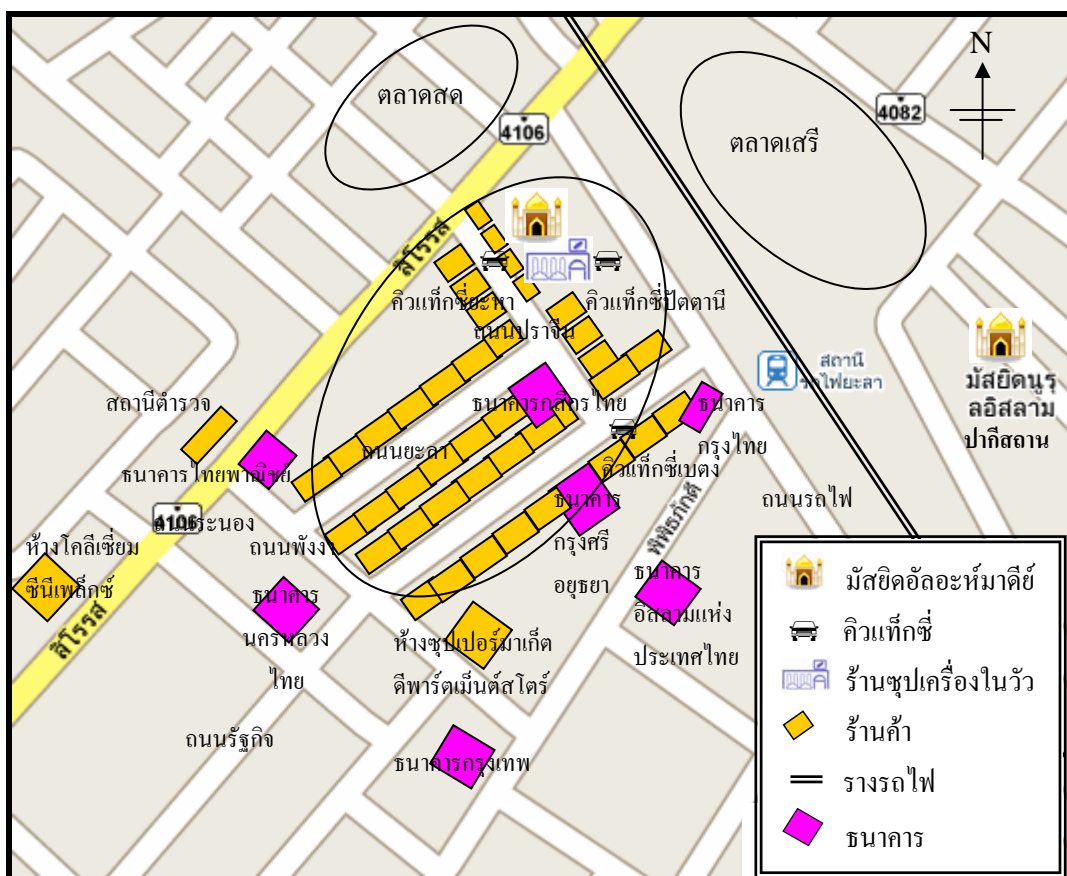 ตลาดสด
N
4106
4082
ตลาดเสรี
สิโรรส
คิวแท็กซี่ยะหา
คิวแท็กซี่ปัตตานี
ถนนปราจีน
สถานี
รถไฟยะลา
มัสยิดนูรุ
ลอิสลาม
ปากีสถาน
สถานีตำรวจ
ธนาคารกสิกรไทย
ธนาคาร
กรุงไทย
ถนนยะลา
ธนาคารไทยพาณิชย์
คิวแท็กซี่เบตง
ถนนรถไฟ
4106
ถนนระนอง
ธนาคาร
กรุงศรี
อยุธยา
พิพิธภักดี
ห้างโคลีเซี่ยม
ซีนีเพล็กซ์
ถนนพังงา
ธนาคาร
อิสลามแห่ง
ประเทศไทย
ธนาคาร
นครหลวง
ไทย
สิโรรส
ห้างซุปเปอร์มาเก็ต
ดีพาร์ตเม็นต์สโตร์
ถนนรัฐกิจ
ธนาคารกรุงเทพ
มัสยิดอัลอะห์มาดีย์
คิวแท็กซี่
ร้านซุปเครื่องในวัว
ร้านค้า
รางรถไฟ
ธนาคาร